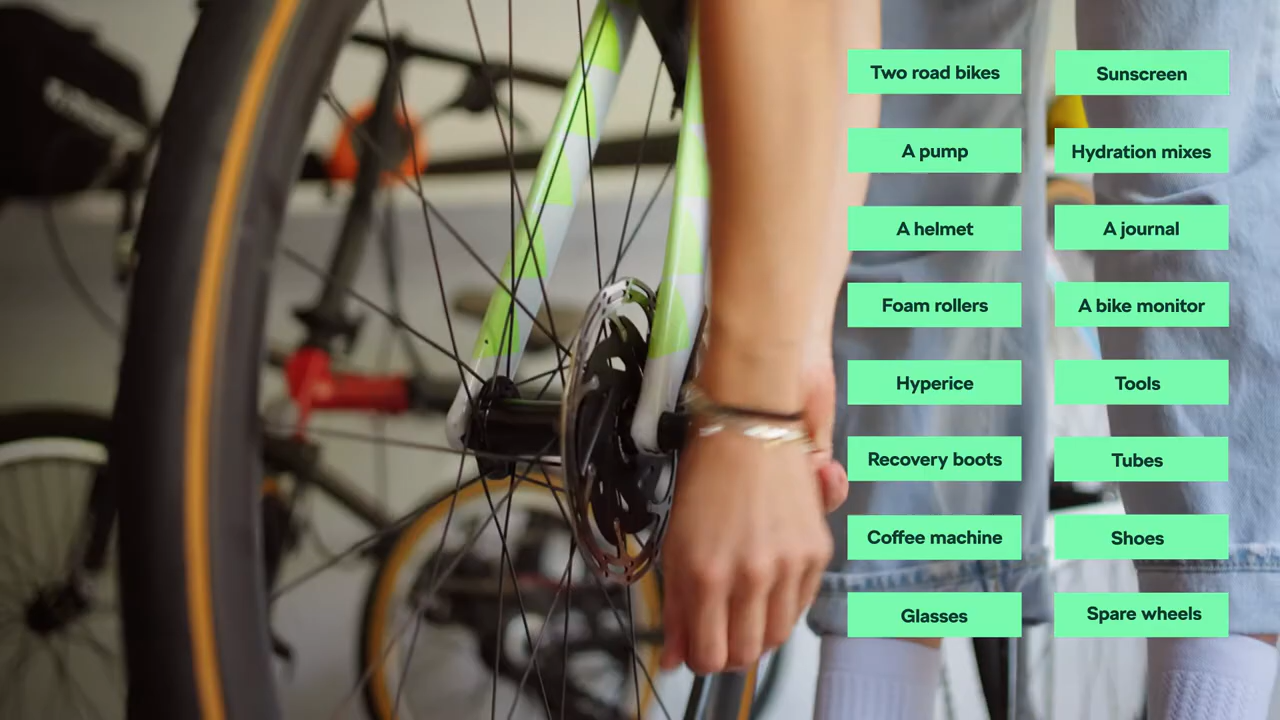 Two road bikes
A pump
A helmet
Foam rollers
Hyperice
Recovery boots
Coffee machine
Glasses
Sunscreen
Hydration mixes
A journal
A bike monitor
Tools
Tubes
Shoes
Spare wheels